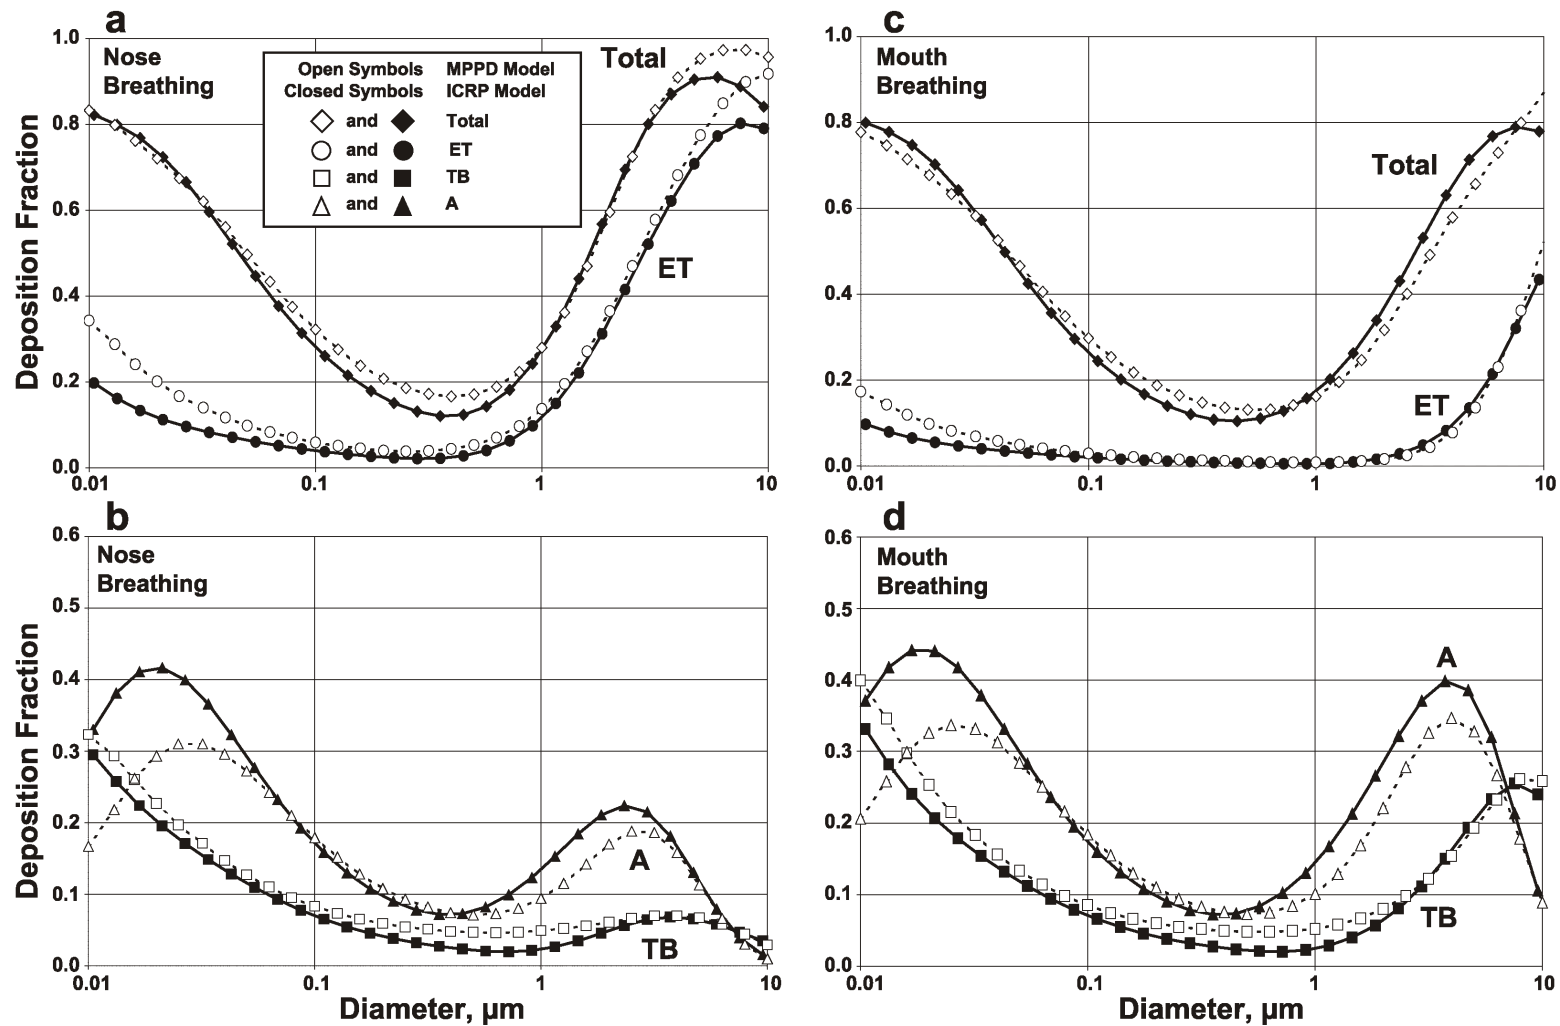 a
Nose
Breathing
Open Symbols MPPD Model
Closed Symbols ICRP Model
and Total
and ET
and TB
and A
Total
ET
Deposition Fraction
1.0
0.8
0.6
0.4
0.2
0.0
0.01 0.1 1 10
c
Mouth
Breathing
Total
ET
1.0
0.8
0.6
0.4
0.2
0.0
0.01 0.1 1 10
b
Nose
Breathing
A
TB
Deposition Fraction
0.6
0.5
0.4
0.3
0.2
0.1
0.0
0.01 0.1 1 10
Diameter, µm
d
Mouth
Breathing
A
TB
0.6
0.5
0.4
0.3
0.2
0.1
0.0
0.01 0.1 1 10
Diameter, µm